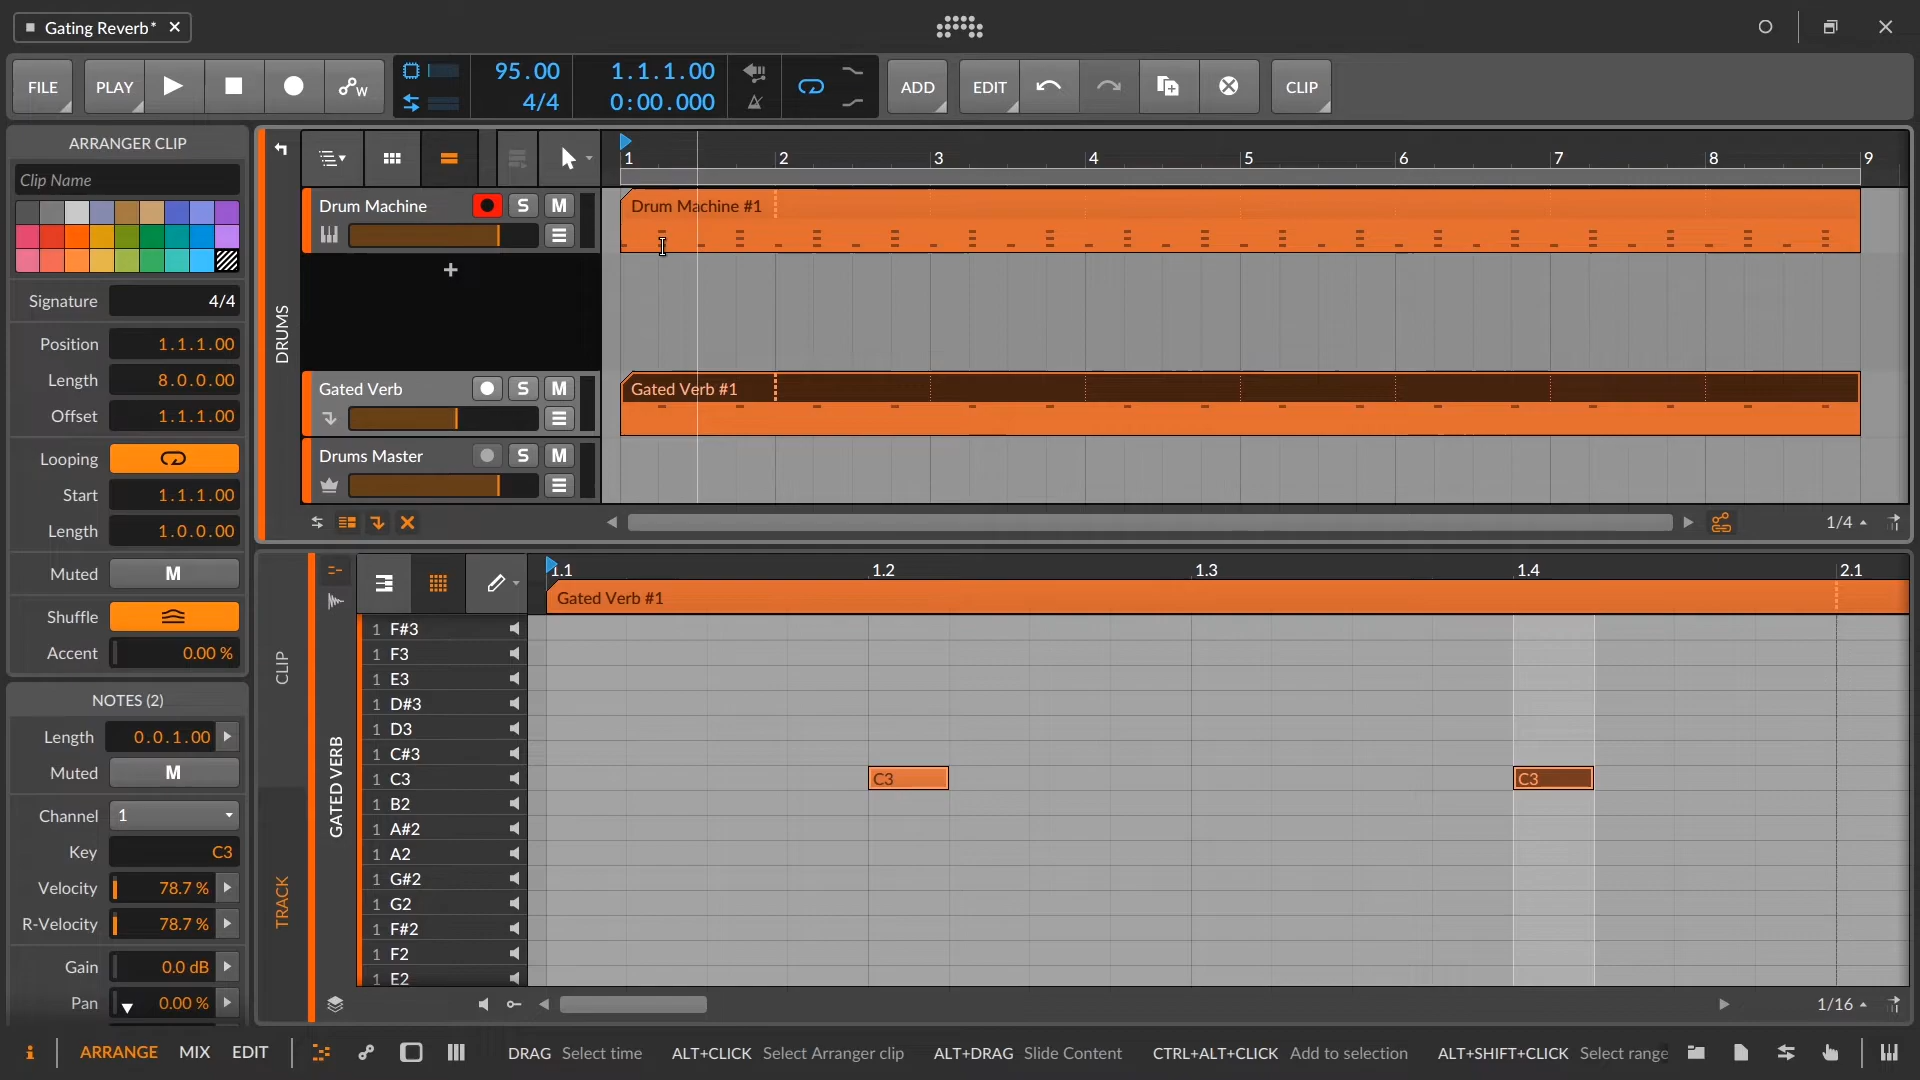 Gating Reverb*
FILE PLAY 95.00 4/4 1.1.1.00 0:00.000 ADD EDIT CLIP
ARRANGER CLIP
Clip Name
Signature 4/4
Position 1.1.1.00
Length 8.0.0.00
Offset 1.1.1.00
Looping
Start 1.1.1.00
Length 1.0.0.00
Muted M
Shuffle
Accent 0.00 %
NOTES (2)
Length 0.0.1.00
Muted M
Channel 1
Key C3
Velocity 78.7 %
R-Velocity 78.7 %
Gain 0.0 dB
Pan 0.00 %
DRUMS
1 2 3 4 5 6 7 8 9
Drum Machine S M
Drum Machine #1
Gated Verb S M
Gated Verb #1
Drums Master S M
1/4
CLIP
TRACK
GATED VERB
1.1 1.2 1.3 1.4 2.1
Gated Verb #1
1 F#3
1 F3
1 E3
1 D#3
1 D3
1 C#3
1 C3 C3 C3
1 B2
1 A#2
1 A2
1 G#2
1 G2
1 F#2
1 F2
1 E2
1/16
ARRANGE MIX EDIT DRAG Select time ALT+CLICK Select Arranger clip ALT+DRAG Slide Content CTRL+ALT+CLICK Add to selection ALT+SHIFT+CLICK Select range